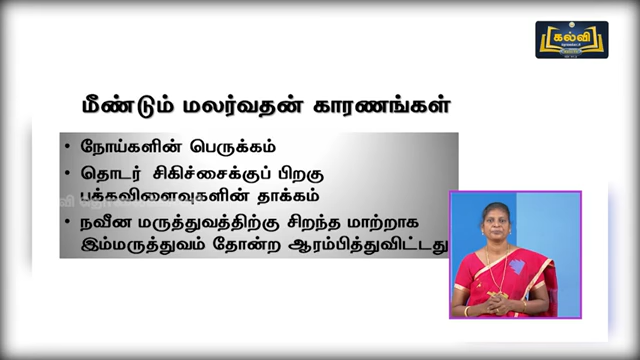 கல்வி
மீண்டும் மலர்வதன் காரணங்கள்
• நோய்களின் பெருக்கம்
• தொடர் சிகிச்சைக்குப் பிறகு
பக்கவிளைவுகளின் தாக்கம்
• நவீன மருத்துவத்திற்கு சிறந்த மாற்றாக
இம்மருத்துவம் தோன்ற ஆரம்பித்துவிட்டது